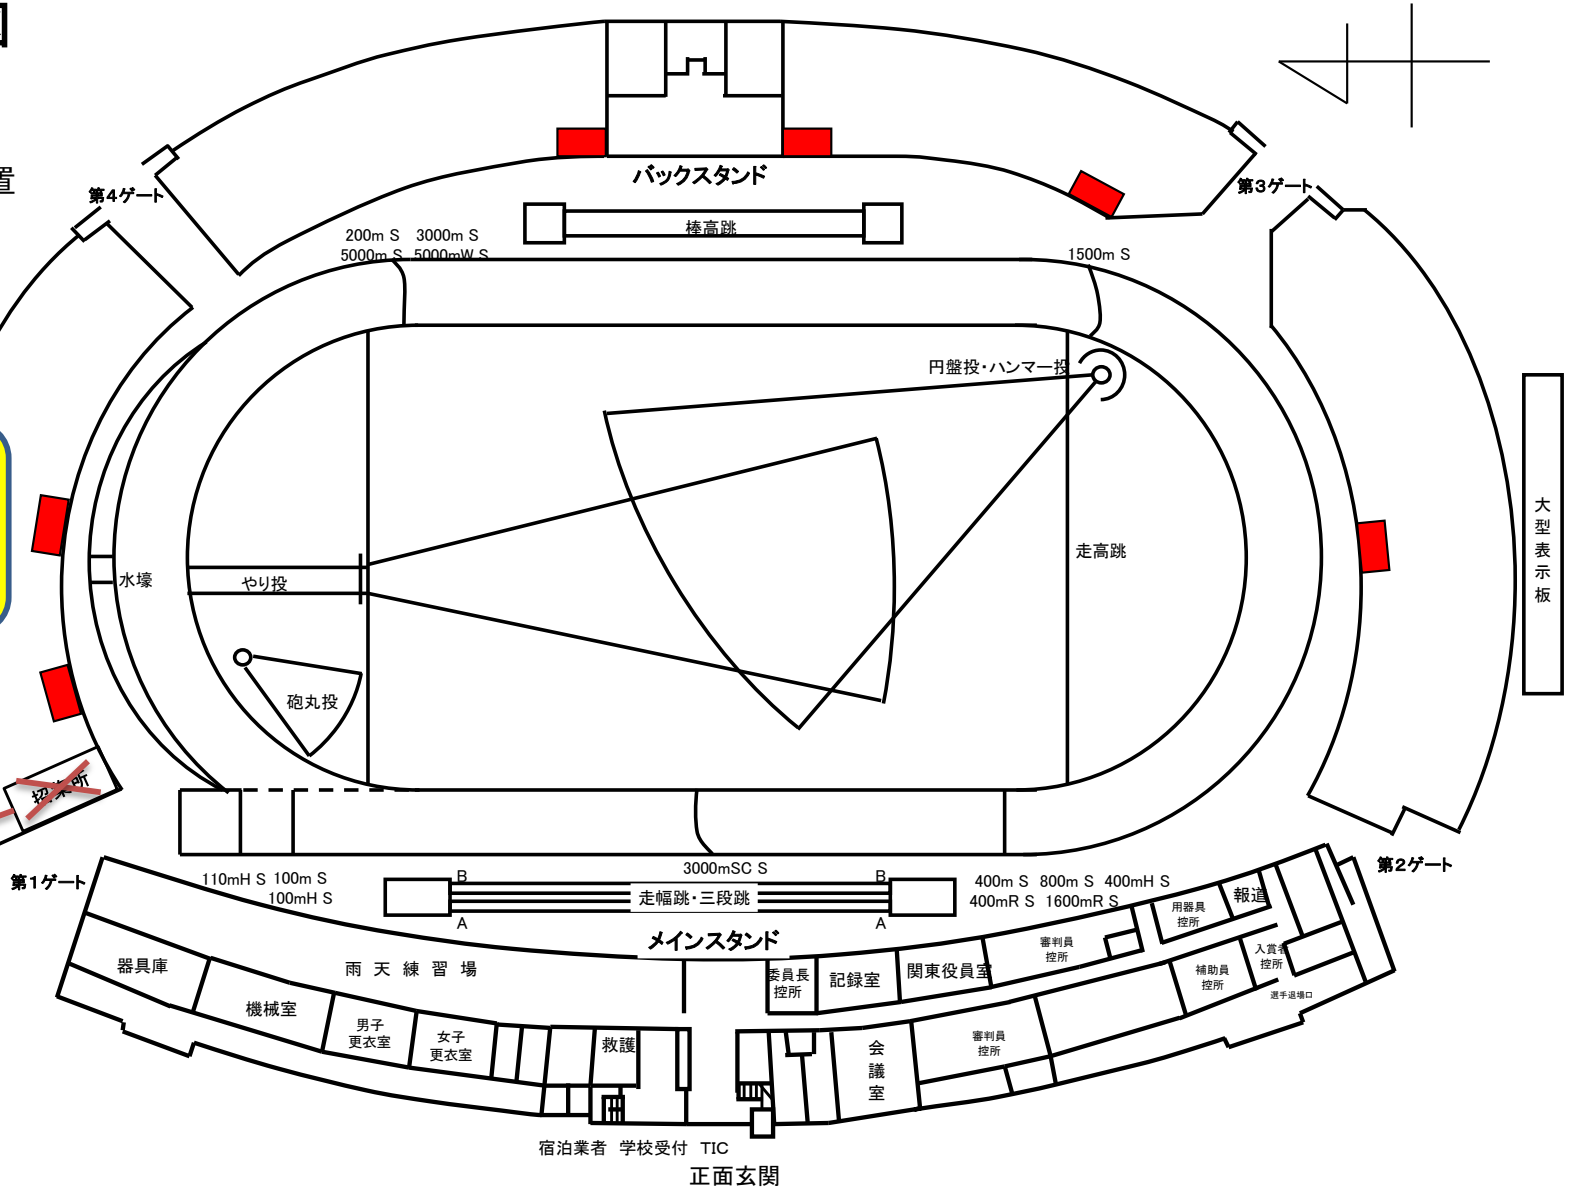 図
置
バックスタンド
第4ゲート
第3ゲート
棒高跳
200m S 3000m S
5000m S 5000mW S
1500m S
円盤投・ハンマー投
大型表示板
走高跳
水壕
やり投
砲丸投
招集所
第1ゲート
第2ゲート
110mH S 100m S
100mH S
3000mSC S
B
B
走幅跳・三段跳
A
A
400m S 800m S 400mH S
400mR S 1600mR S
メインスタンド
報道
用器具
控所
審判員
控所
器具庫
雨天練習場
委員長
控所
記録室
関東役員室
補助員
控所
入賞者
控所
選手退場口
機械室
男子
更衣室
女子
更衣室
救護
会議室
審判員
控所
宿泊業者 学校受付 TIC
正面玄関